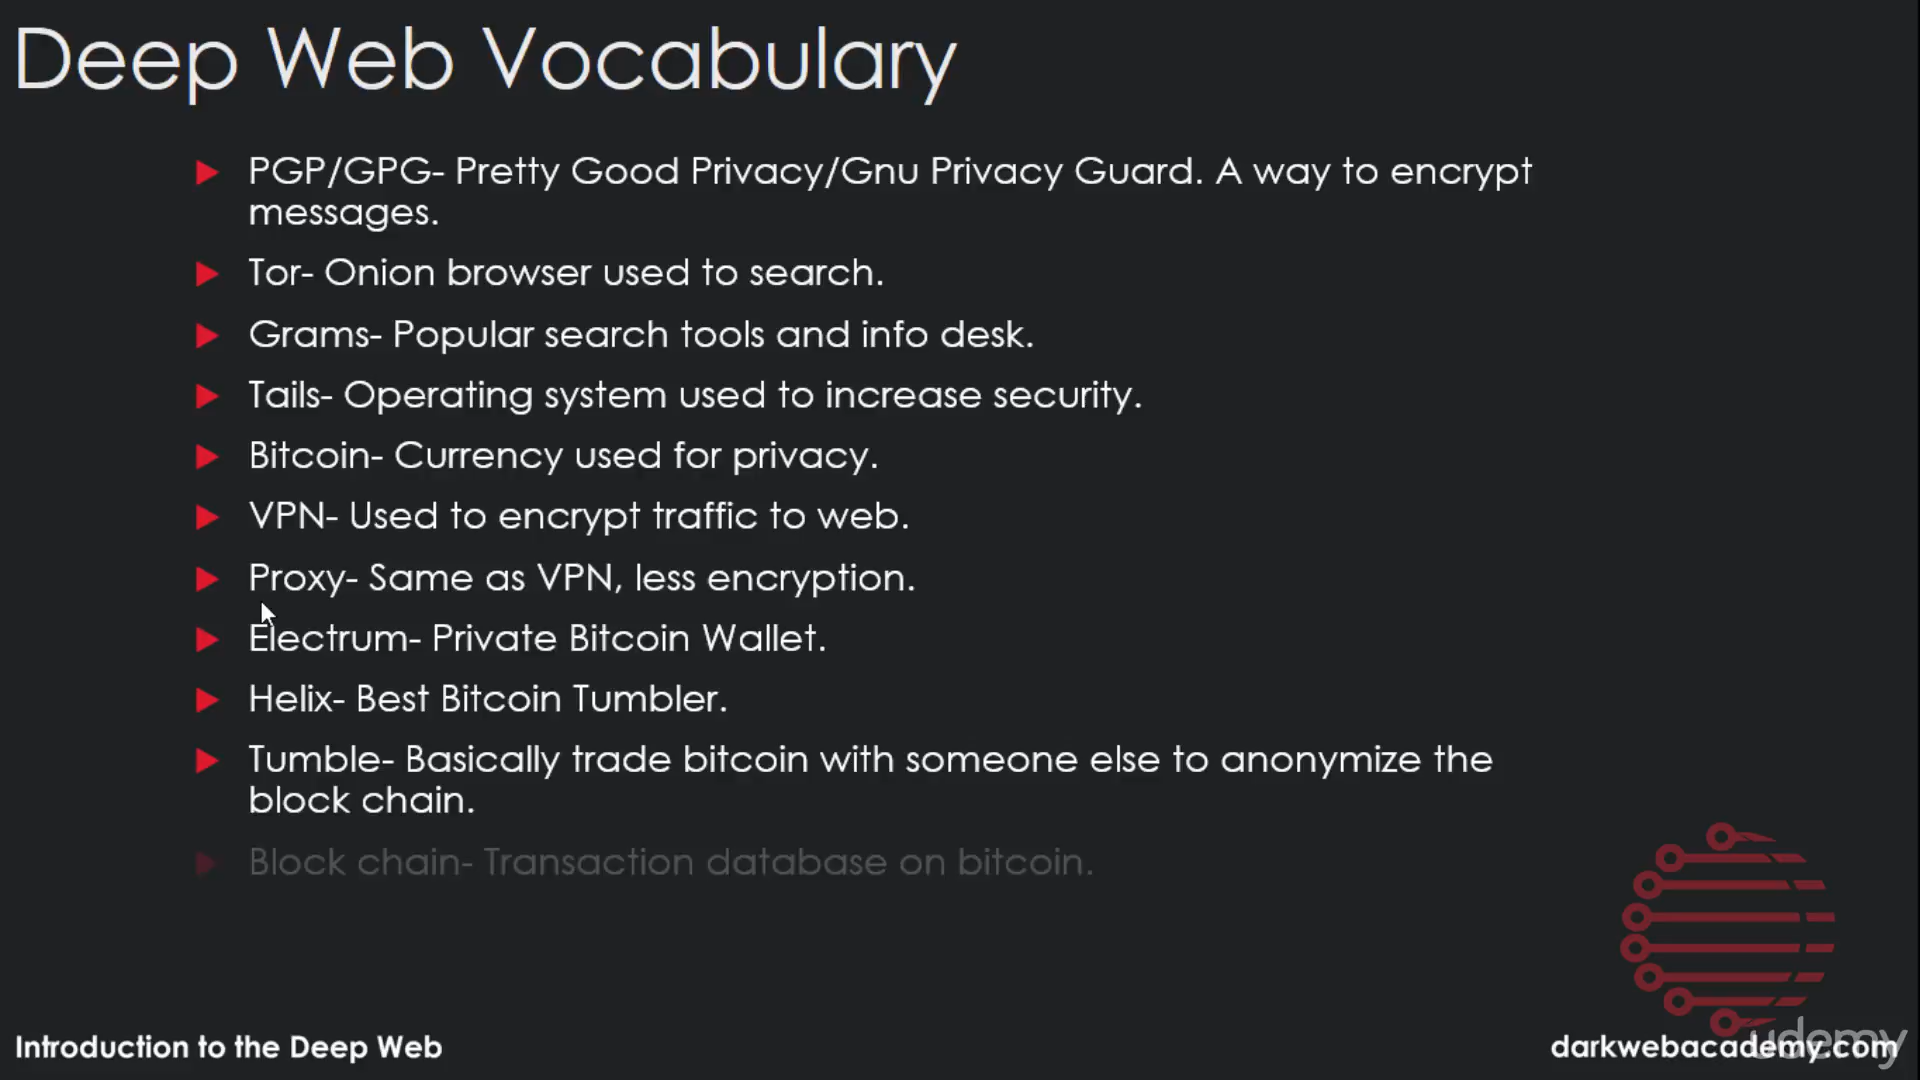 Deep Web Vocabulary
PGP/GPG- Pretty Good Privacy/Gnu Privacy Guard. A way to encrypt
messages.
Tor- Onion browser used to search.
Grams- Popular search tools and info desk.
Tails- Operating system used to increase security.
Bitcoin- Currency used for privacy.
VPN- Used to encrypt traffic to web.
Proxy- Same as VPN, less encryption.
Electrum- Private Bitcoin Wallet.
Helix- Best Bitcoin Tumbler.
Tumble- Basically trade bitcoin with someone else to anonymize the
block chain.
Block chain- Transaction database on bitcoin.
Introduction to the Deep Web
darkwebacademy.com
udemy